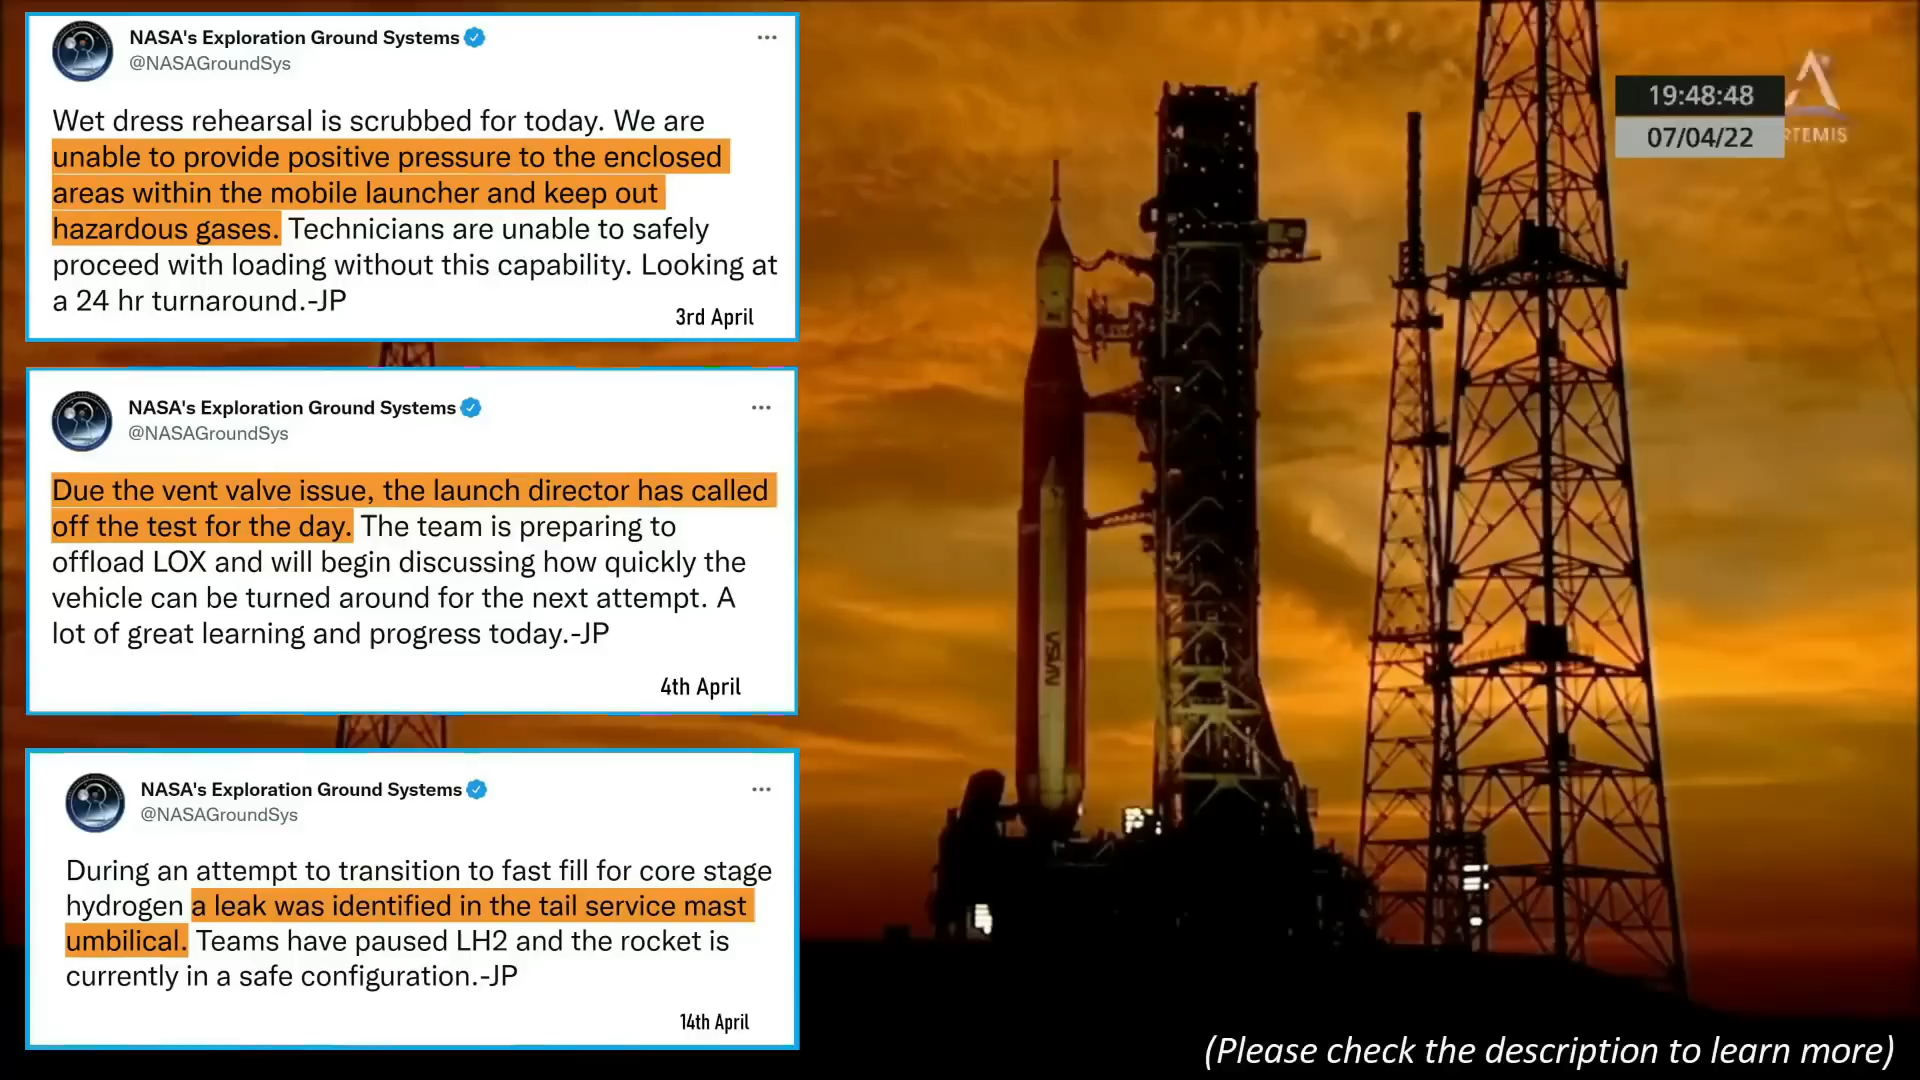 NASA's Exploration Ground Systems
@NASAGroundSys
Wet dress rehearsal is scrubbed for today. We are
unable to provide positive pressure to the enclosed
areas within the mobile launcher and keep out
hazardous gases. Technicians are unable to safely
proceed with loading without this capability. Looking at
a 24 hr turnaround.-JP
3rd April
NASA's Exploration Ground Systems
@NASAGroundSys
Due the vent valve issue, the launch director has called
off the test for the day. The team is preparing to
offload LOX and will begin discussing how quickly the
vehicle can be turned around for the next attempt. A
lot of great learning and progress today.-JP
4th April
NASA's Exploration Ground Systems
@NASAGroundSys
During an attempt to transition to fast fill for core stage
hydrogen a leak was identified in the tail service mast
umbilical. Teams have paused LH2 and the rocket is
currently in a safe configuration.-JP
14th April
19:48:48
07/04/22
RTEMIS
NASA
(Please check the description to learn more)